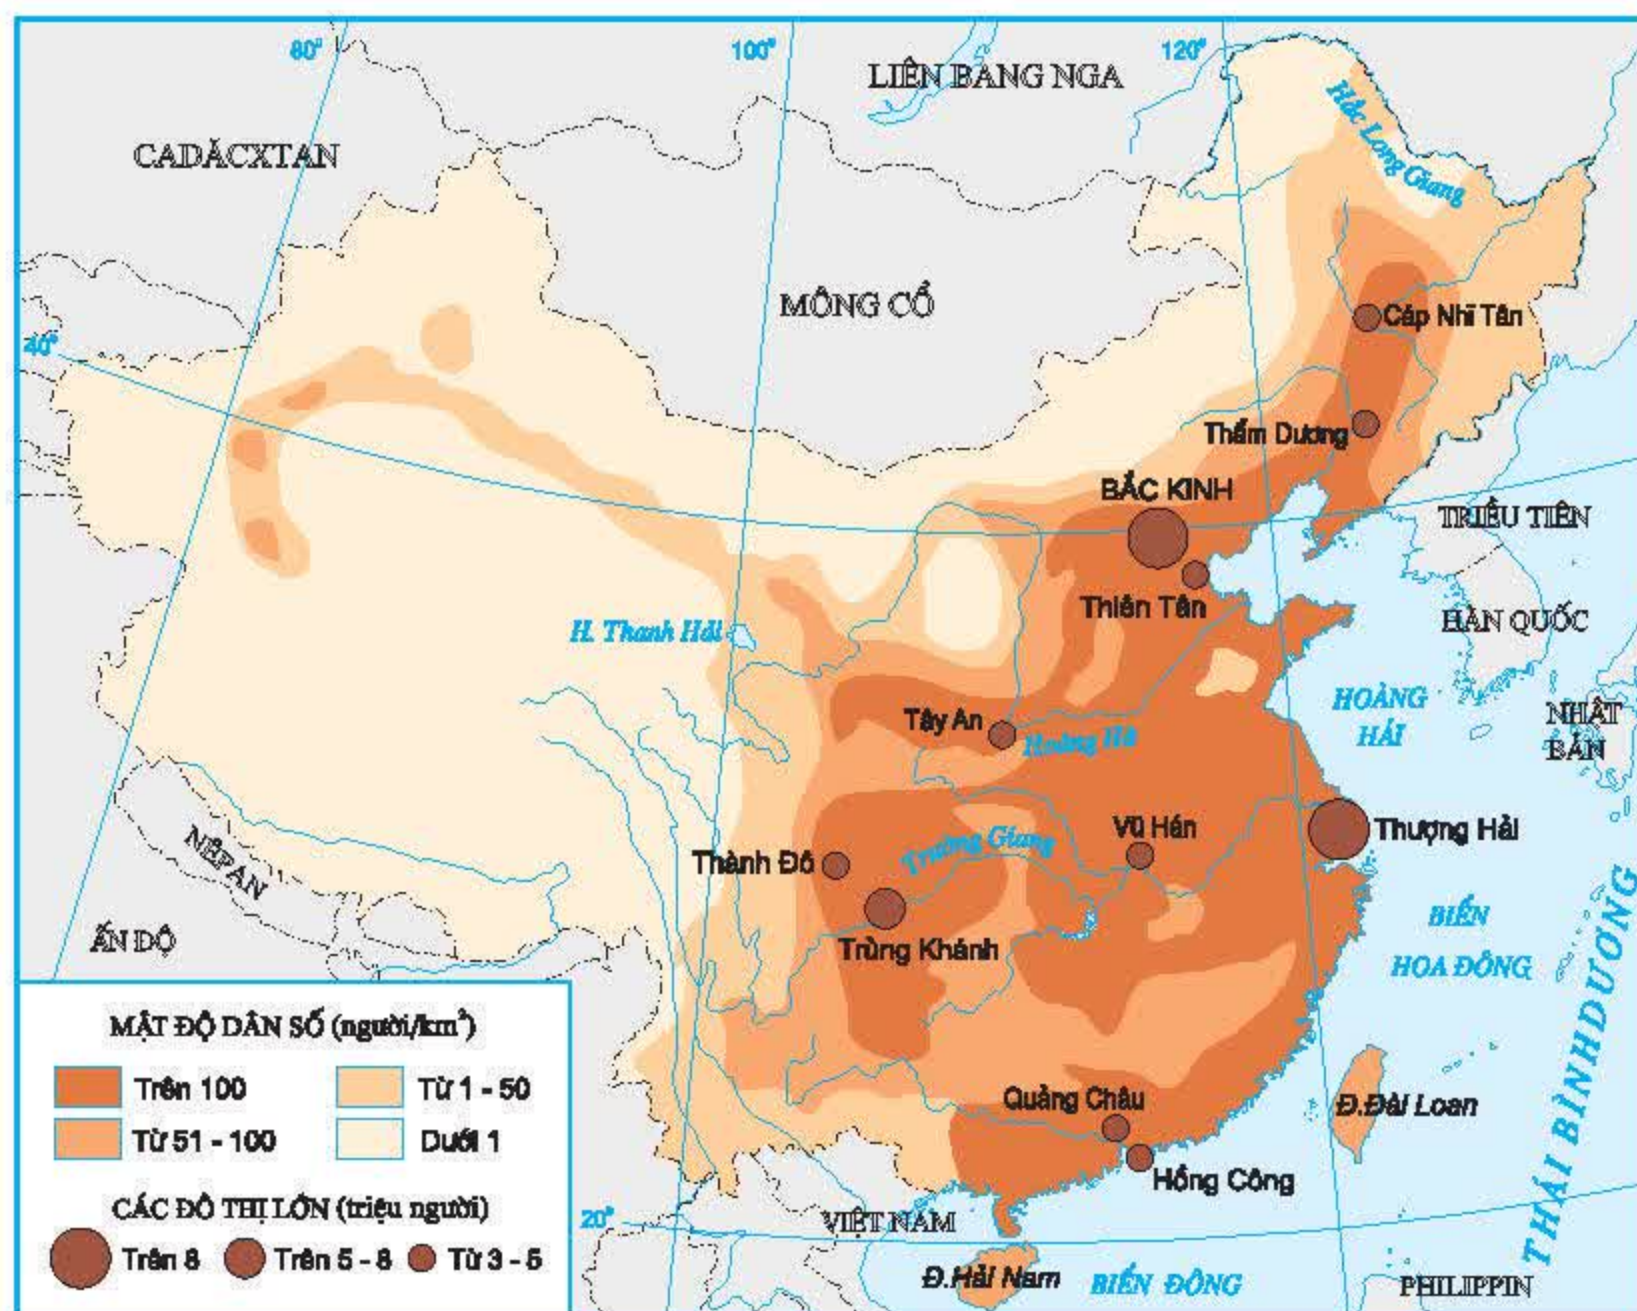 80°
100°
120°
LIÊN BANG NGA
Hắc Long Giang
CADĂCXTAN
MÔNG CỔ
Cáp Nhĩ Tân
40°
Thẩm Dương
BẮC KINH
TRIỀU TIÊN
Thiên Tân
H. Thanh Hải
HÀN QUỐC
HOÀNG
HẢI
NHẬT
BẢN
Tây An
Hoàng Hà
Vũ Hán
Thượng Hải
Trường Giang
Thành Đô
NÊPAN
BIỂN
HOA ĐÔNG
ẤN DỘ
Trùng Khánh
THÁI BÌNH DƯƠNG
MẬT ĐỘ DÂN SỐ (người/km²)
Trên 100
Từ 1 - 50
Từ 51 - 100
Dưới 1
Quảng Châu
Đ.Đài Loan
Hồng Công
CÁC ĐÔ THỊ LỚN (triệu người)
Trên 8
Trên 5 - 8
Từ 3 - 5
20°
VIỆT NAM
Đ.Hải Nam
BIỂN ĐÔNG
PHILIPPIN